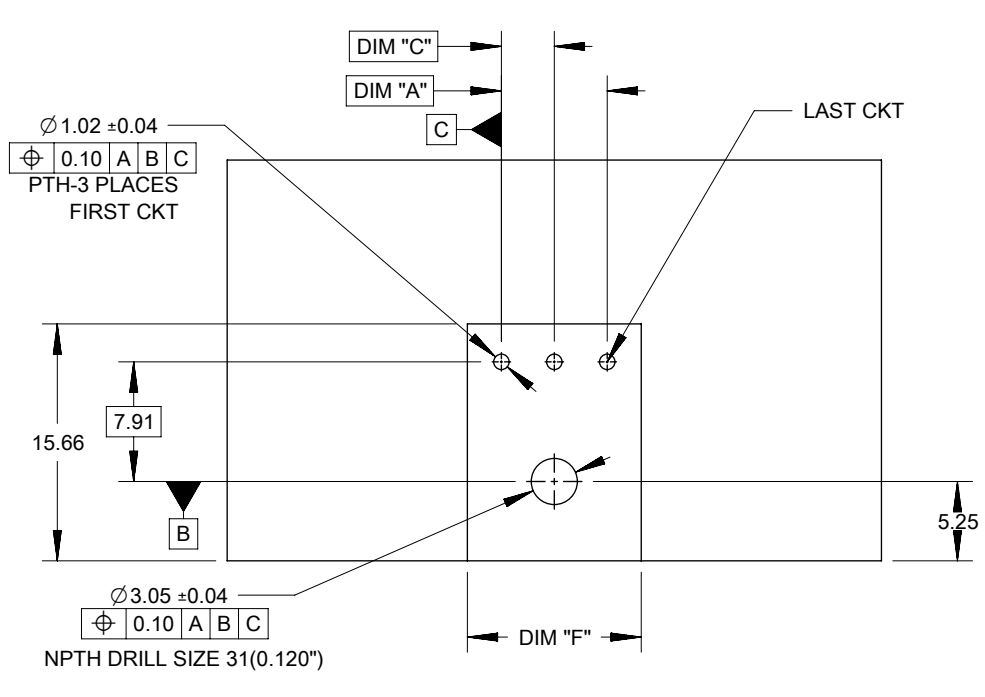 DIM "C"
DIM "A"
C
LAST CKT
⌀1.02 ±0.04
⌖ 0.10 A B C
PTH-3 PLACES
FIRST CKT
7.91
15.66
B
5.25
⌀3.05 ±0.04
⌖ 0.10 A B C
DIM "F"
NPTH DRILL SIZE 31(0.120")